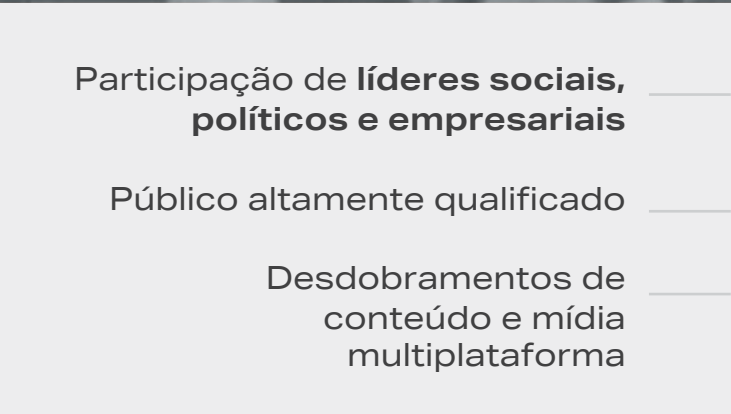 Participação de líderes sociais,
políticos e empresariais
Público altamente qualificado
Desdobramentos de
conteúdo e mídia
multiplataforma